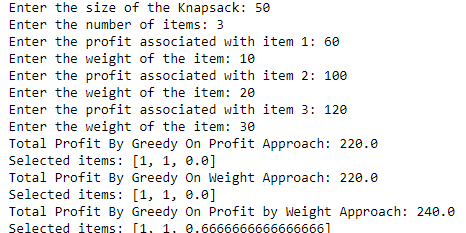 Enter the size of the Knapsack: 50
Enter the number of items: 3
Enter the profit associated with item 1: 60
Enter the weight of the item: 10
Enter the profit associated with item 2: 100
Enter the weight of the item: 20
Enter the profit associated with item 3: 120
Enter the weight of the item: 30
Total Profit By Greedy On Profit Approach: 220.0
Selected items: [1, 1, 0.0]
Total Profit By Greedy On Weight Approach: 220.0
Selected items: [1, 1, 0.0]
Total Profit By Greedy On Profit by Weight Approach: 240.0
Selected items: [1, 1, 0.6666666666666666]